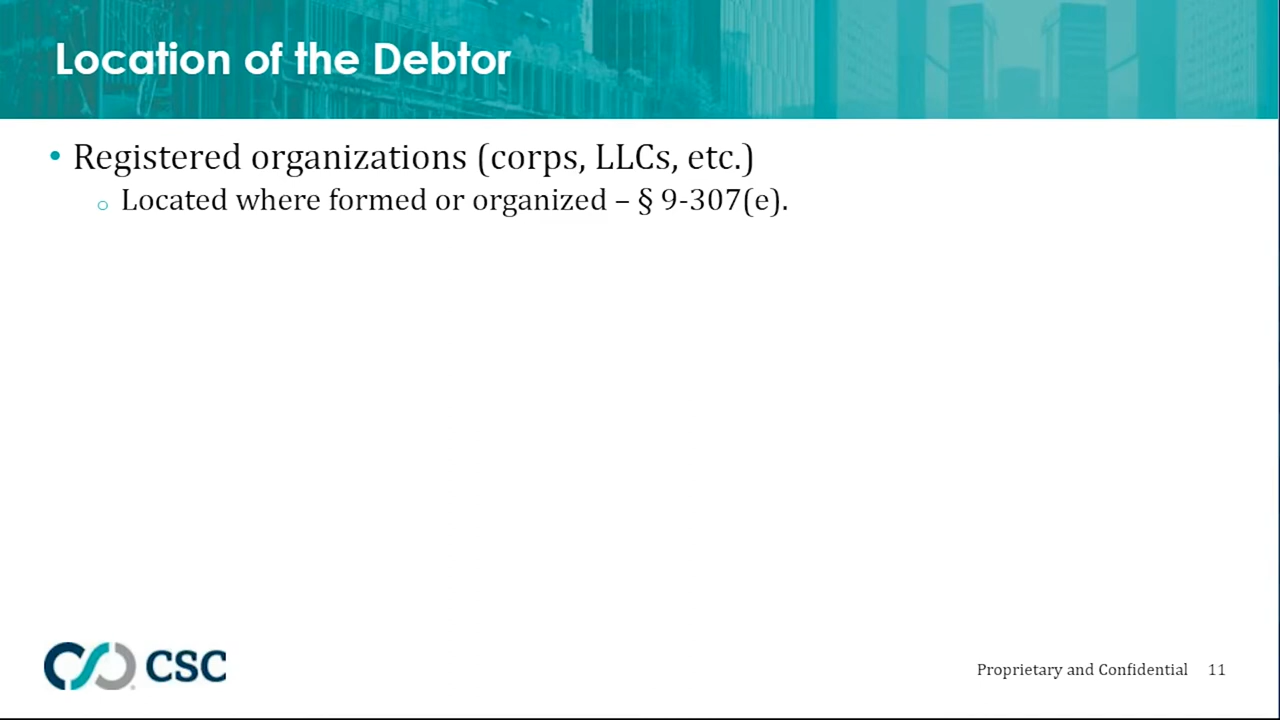 Location of the Debtor
• Registered organizations (corps, LLCs, etc.)
o Located where formed or organized – § 9-307(e).
CSC
Proprietary and Confidential 11